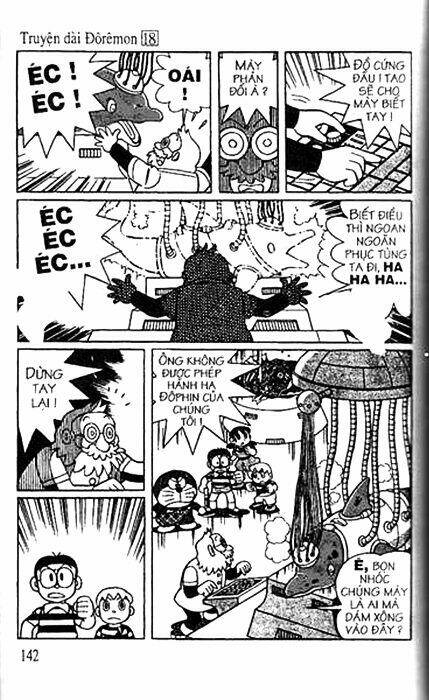 Truyện dài Đôrêmon 18
ÉC !
ÉC !
OÁI
!
MÀY
PHẢN
ĐỐI À ?
ĐỒ CỨNG
ĐẦU ! TAO
SẼ CHO
MÀY BIẾT
TAY !
ÉC
ÉC
ÉC...
BIẾT ĐIỀU
THÌ NGOAN
NGOÃN
PHỤC TÙNG
TA ĐI, HA
HA HA...
DỪNG
TAY
LẠI !
ÔNG KHÔNG
ĐƯỢC PHÉP
HÀNH HẠ
ĐÔPHIN CỦA
CHÚNG
TÔI !
Ê, BỌN
NHỐC
CHÚNG MÀY
LÀ AI MÀ
DÁM XÔNG
VÀO ĐÂY ?
142